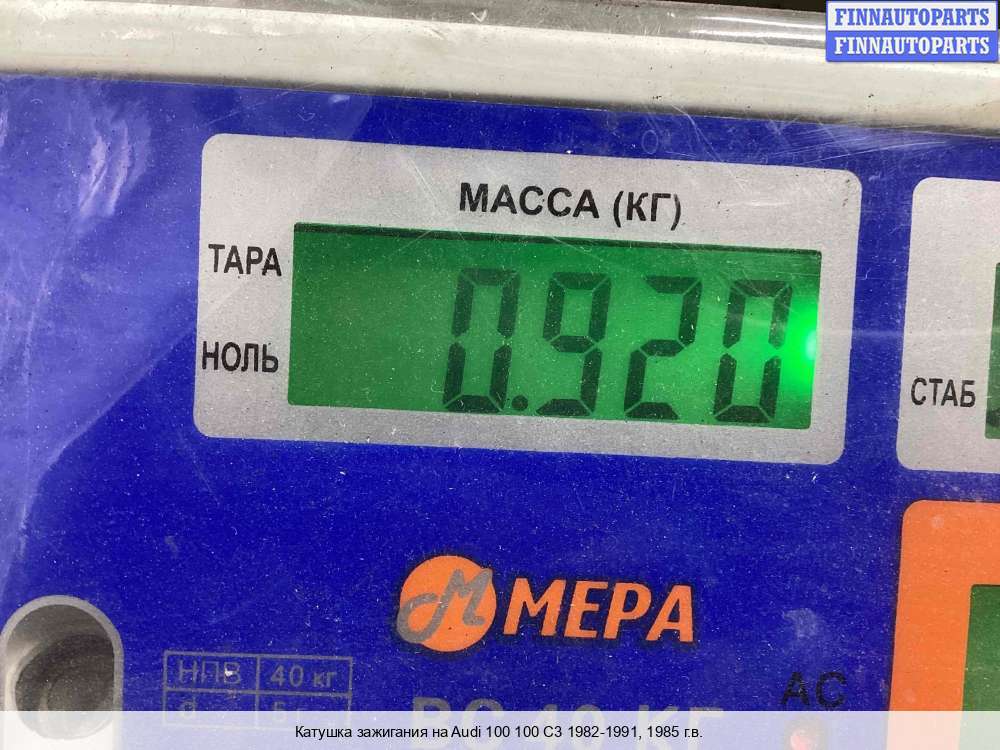 FINNAUTOPARTS
FINNAUTOPARTS
МАССА (КГ)
ТАРА
0.920
НОЛЬ
СТАБ
МЕРА
НПВ 40 кг
АС
Катушка зажигания на Audi 100 100 C3 1982-1991, 1985 г.в.